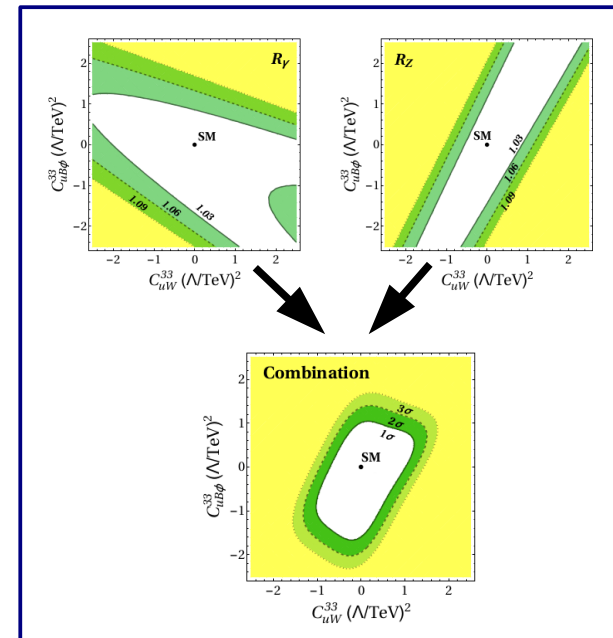 R_γ
R_Z
2
1
0
−1
−2
C^{33}_{uBϕ} (Λ/TeV)^2
SM
1.03
1.06
1.09
−2 −1 0 1 2
C^{33}_{uW} (Λ/TeV)^2
2
1
0
−1
−2
C^{33}_{uBϕ} (Λ/TeV)^2
SM
1.03
1.06
1.09
−2 −1 0 1 2
C^{33}_{uW} (Λ/TeV)^2
Combination
3σ
2σ
1σ
SM
2
1
0
−1
−2
C^{33}_{uBϕ} (Λ/TeV)^2
−2 −1 0 1 2
C^{33}_{uW} (Λ/TeV)^2